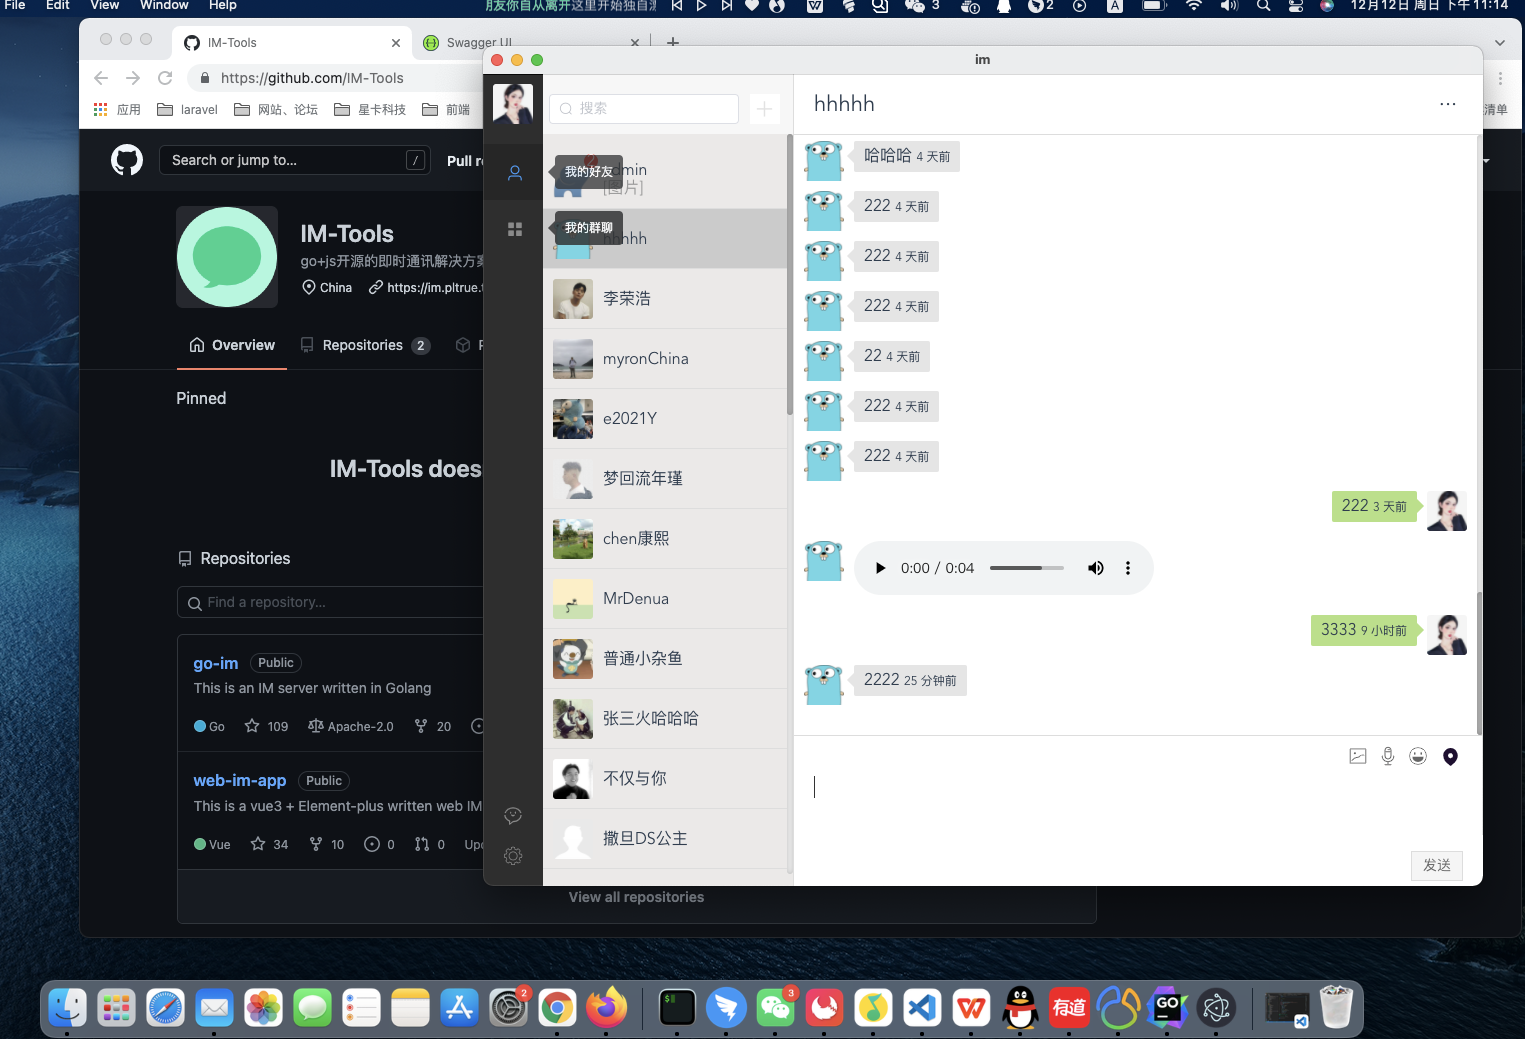 File Edit View Window Help
月友你自从离开这里开始独自漂
3
2
A
12月12日 周日 下午11:14
IM-Tools
Swagger UI
https://github.com/IM-Tools
应用
laravel
网站、论坛
星卡科技
前端
清单
Search or jump to...
/
Pull re
IM-Tools
go+js开源的即时通讯解决方案
China
https://im.pltrue.t
Overview
Repositories 2
P
Pinned
IM-Tools does
Repositories
Find a repository...
go-im Public
This is an IM server written in Golang
Go 109 Apache-2.0 20
web-im-app Public
This is a vue3 + Element-plus written web IM
Vue 34 10 0 0 Upd
View all repositories
im
搜索
我的好友
admin
[图片]
我的群聊
hhhhh
李荣浩
myronChina
e2021Y
梦回流年瑾
chen康熙
MrDenua
普通小杂鱼
张三火哈哈哈
不仅与你
撒旦DS公主
hhhhh
哈哈哈 4 天前
222 4 天前
222 4 天前
222 4 天前
22 4 天前
222 4 天前
222 4 天前
222 3 天前
0:00 / 0:04
3333 9 小时前
2222 25 分钟前
发送
2
$
3
有道
GO